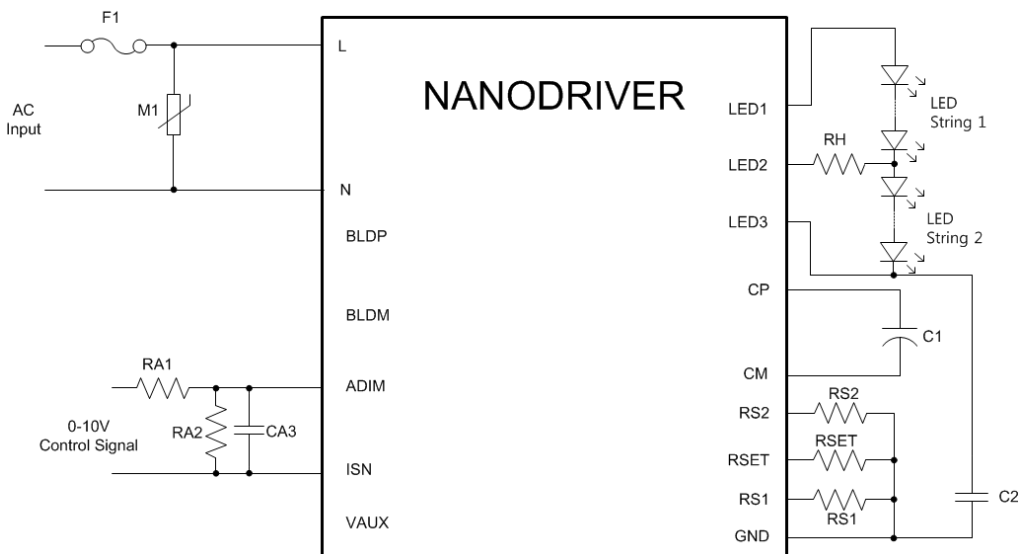 F1
AC
Input
M1
L
N
BLDP
BLDM
RA1
ADIM
0-10V
Control Signal
RA2
CA3
ISN
VAUX
NANODRIVER
LED1
LED
String 1
RH
LED2
LED3
LED
String 2
CP
C1
CM
RS2
RS2
RSET
RSET
RS1
RS1
GND
C2